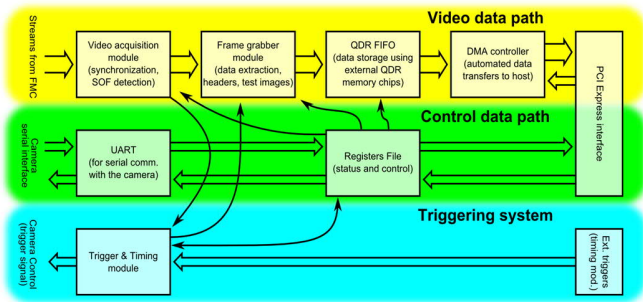 Video data path
Streams from FMC
Video acquisition
module
(synchronization,
SOF detection)
Frame grabber
module
(data extraction,
headers, test images)
QDR FIFO
(data storage using
external QDR
memory chips)
DMA controller
(automated data
transfers to host)
PCI Express interface
Control data path
Camera
serial interface
UART
(for serial comm.
with the camera)
Registers File
(status and control)
Triggering system
Camera Control
(trigger signal)
Trigger & Timing
module
Ext. triggers
(timing mod.)